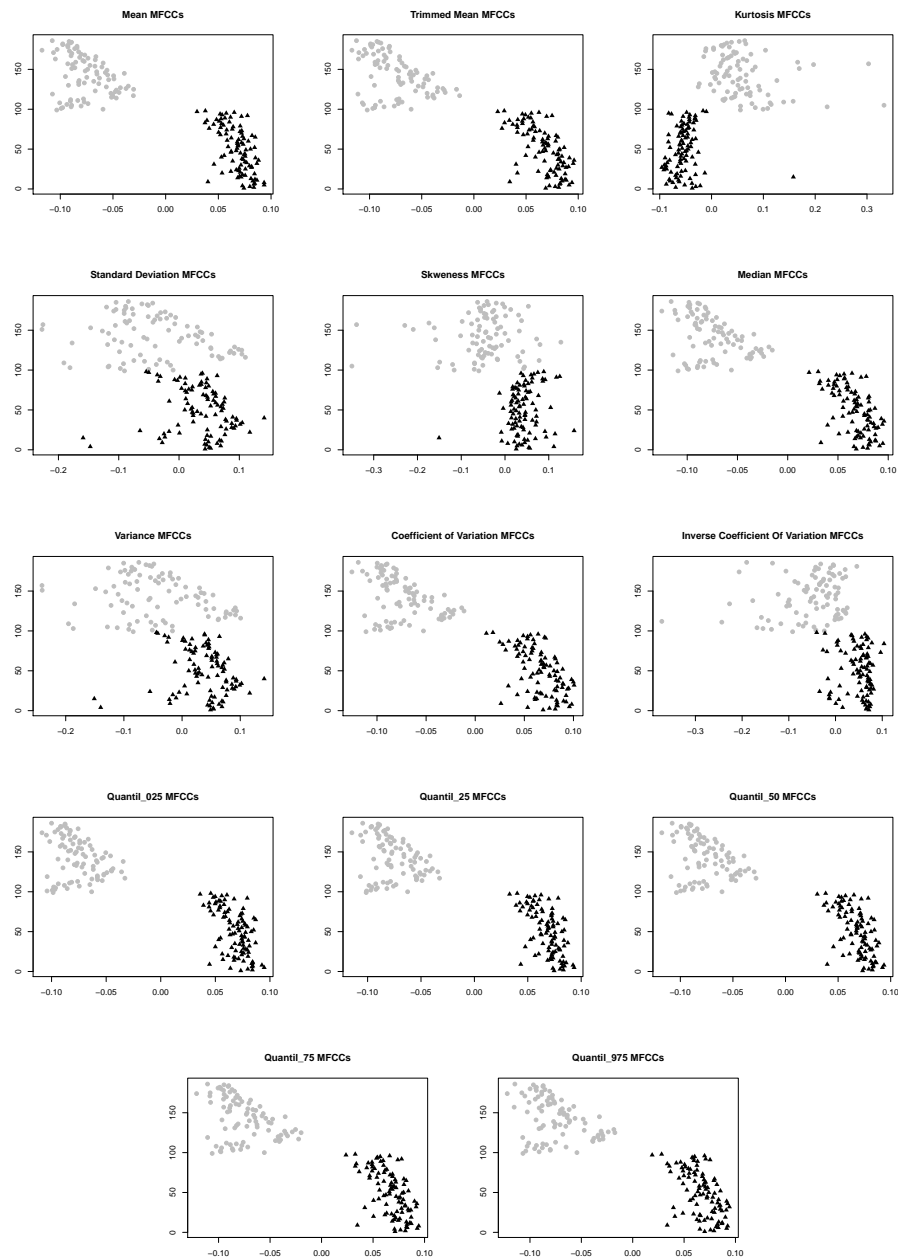 Mean MFCCs
0 50 100 150
−0.10 −0.05 0.00 0.05 0.10
Trimmed Mean MFCCs
0 50 100 150
−0.10 −0.05 0.00 0.05 0.10
Kurtosis MFCCs
0 50 100 150
−0.1 0.0 0.1 0.2 0.3
Standard Deviation MFCCs
0 50 100 150
−0.2 −0.1 0.0 0.1
Skweness MFCCs
0 50 100 150
−0.3 −0.2 −0.1 0.0 0.1
Median MFCCs
0 50 100 150
−0.10 −0.05 0.00 0.05 0.10
Variance MFCCs
0 50 100 150
−0.2 −0.1 0.0 0.1
Coefficient of Variation MFCCs
0 50 100 150
−0.10 −0.05 0.00 0.05 0.10
Inverse Coefficient Of Variation MFCCs
0 50 100 150
−0.3 −0.2 −0.1 0.0 0.1
Quantil_025 MFCCs
0 50 100 150
−0.10 −0.05 0.00 0.05 0.10
Quantil_25 MFCCs
0 50 100 150
−0.10 −0.05 0.00 0.05 0.10
Quantil_50 MFCCs
0 50 100 150
−0.10 −0.05 0.00 0.05 0.10
Quantil_75 MFCCs
0 50 100 150
−0.10 −0.05 0.00 0.05 0.10
Quantil_975 MFCCs
0 50 100 150
−0.10 −0.05 0.00 0.05 0.10